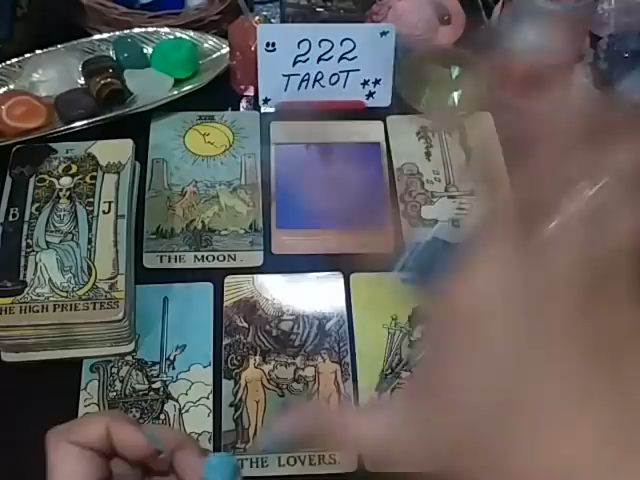 222
TAROT
B J
THE HIGH PRIESTESS
THE MOON.
THE LOVERS.